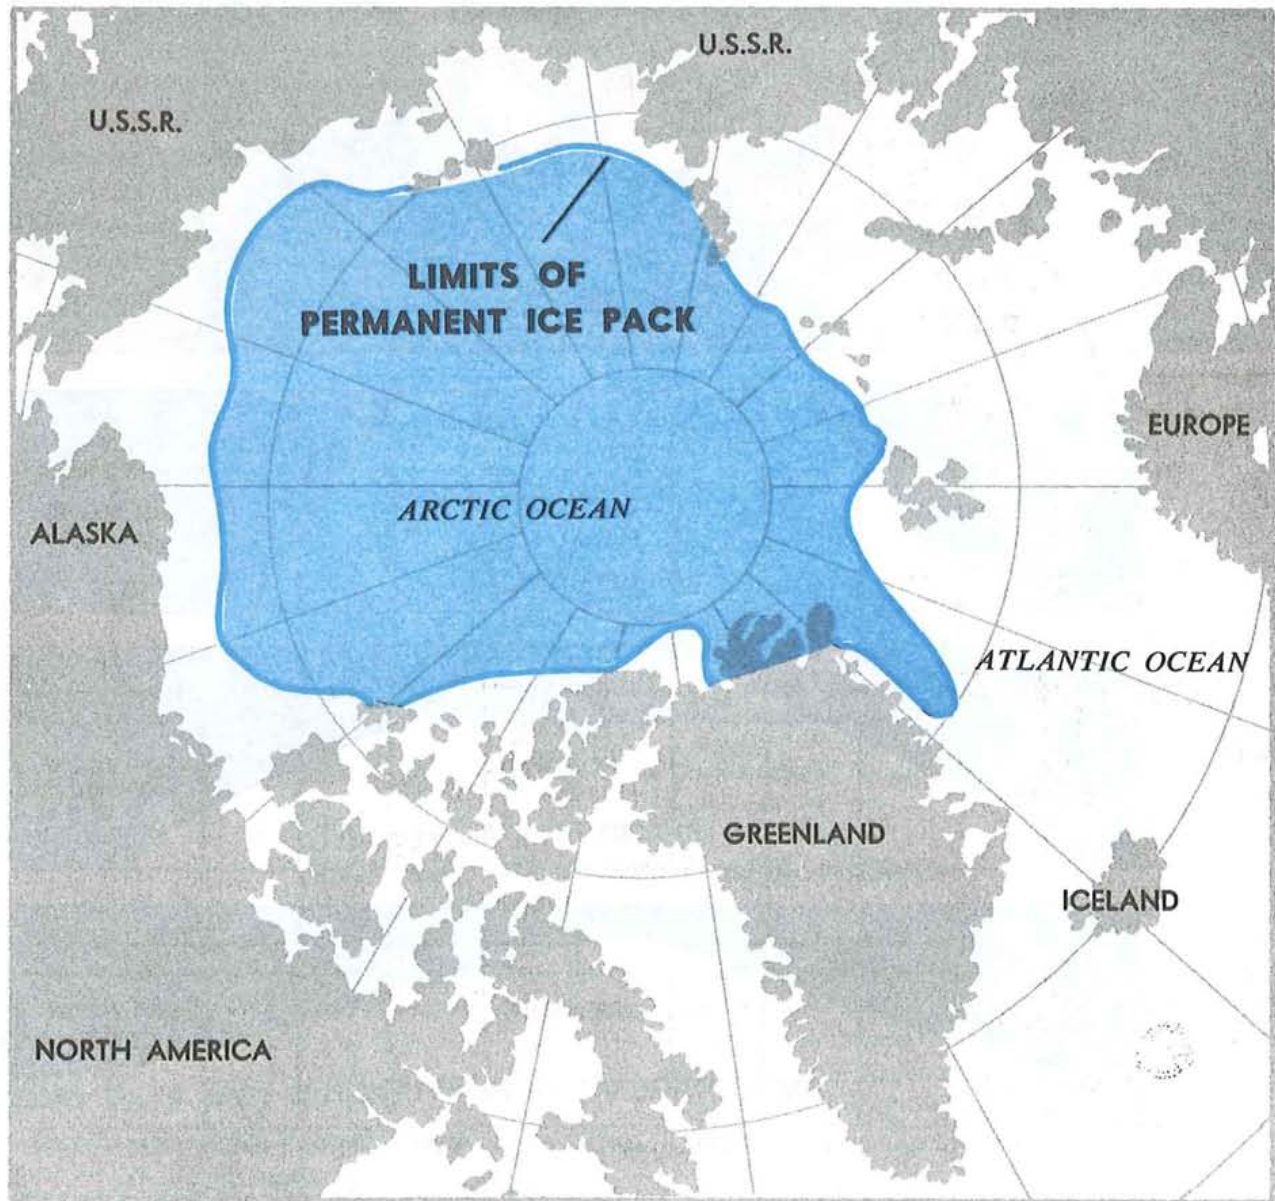 U.S.S.R.
U.S.S.R.
LIMITS OF
PERMANENT ICE PACK
EUROPE
ARCTIC OCEAN
ALASKA
ATLANTIC OCEAN
GREENLAND
ICELAND
NORTH AMERICA